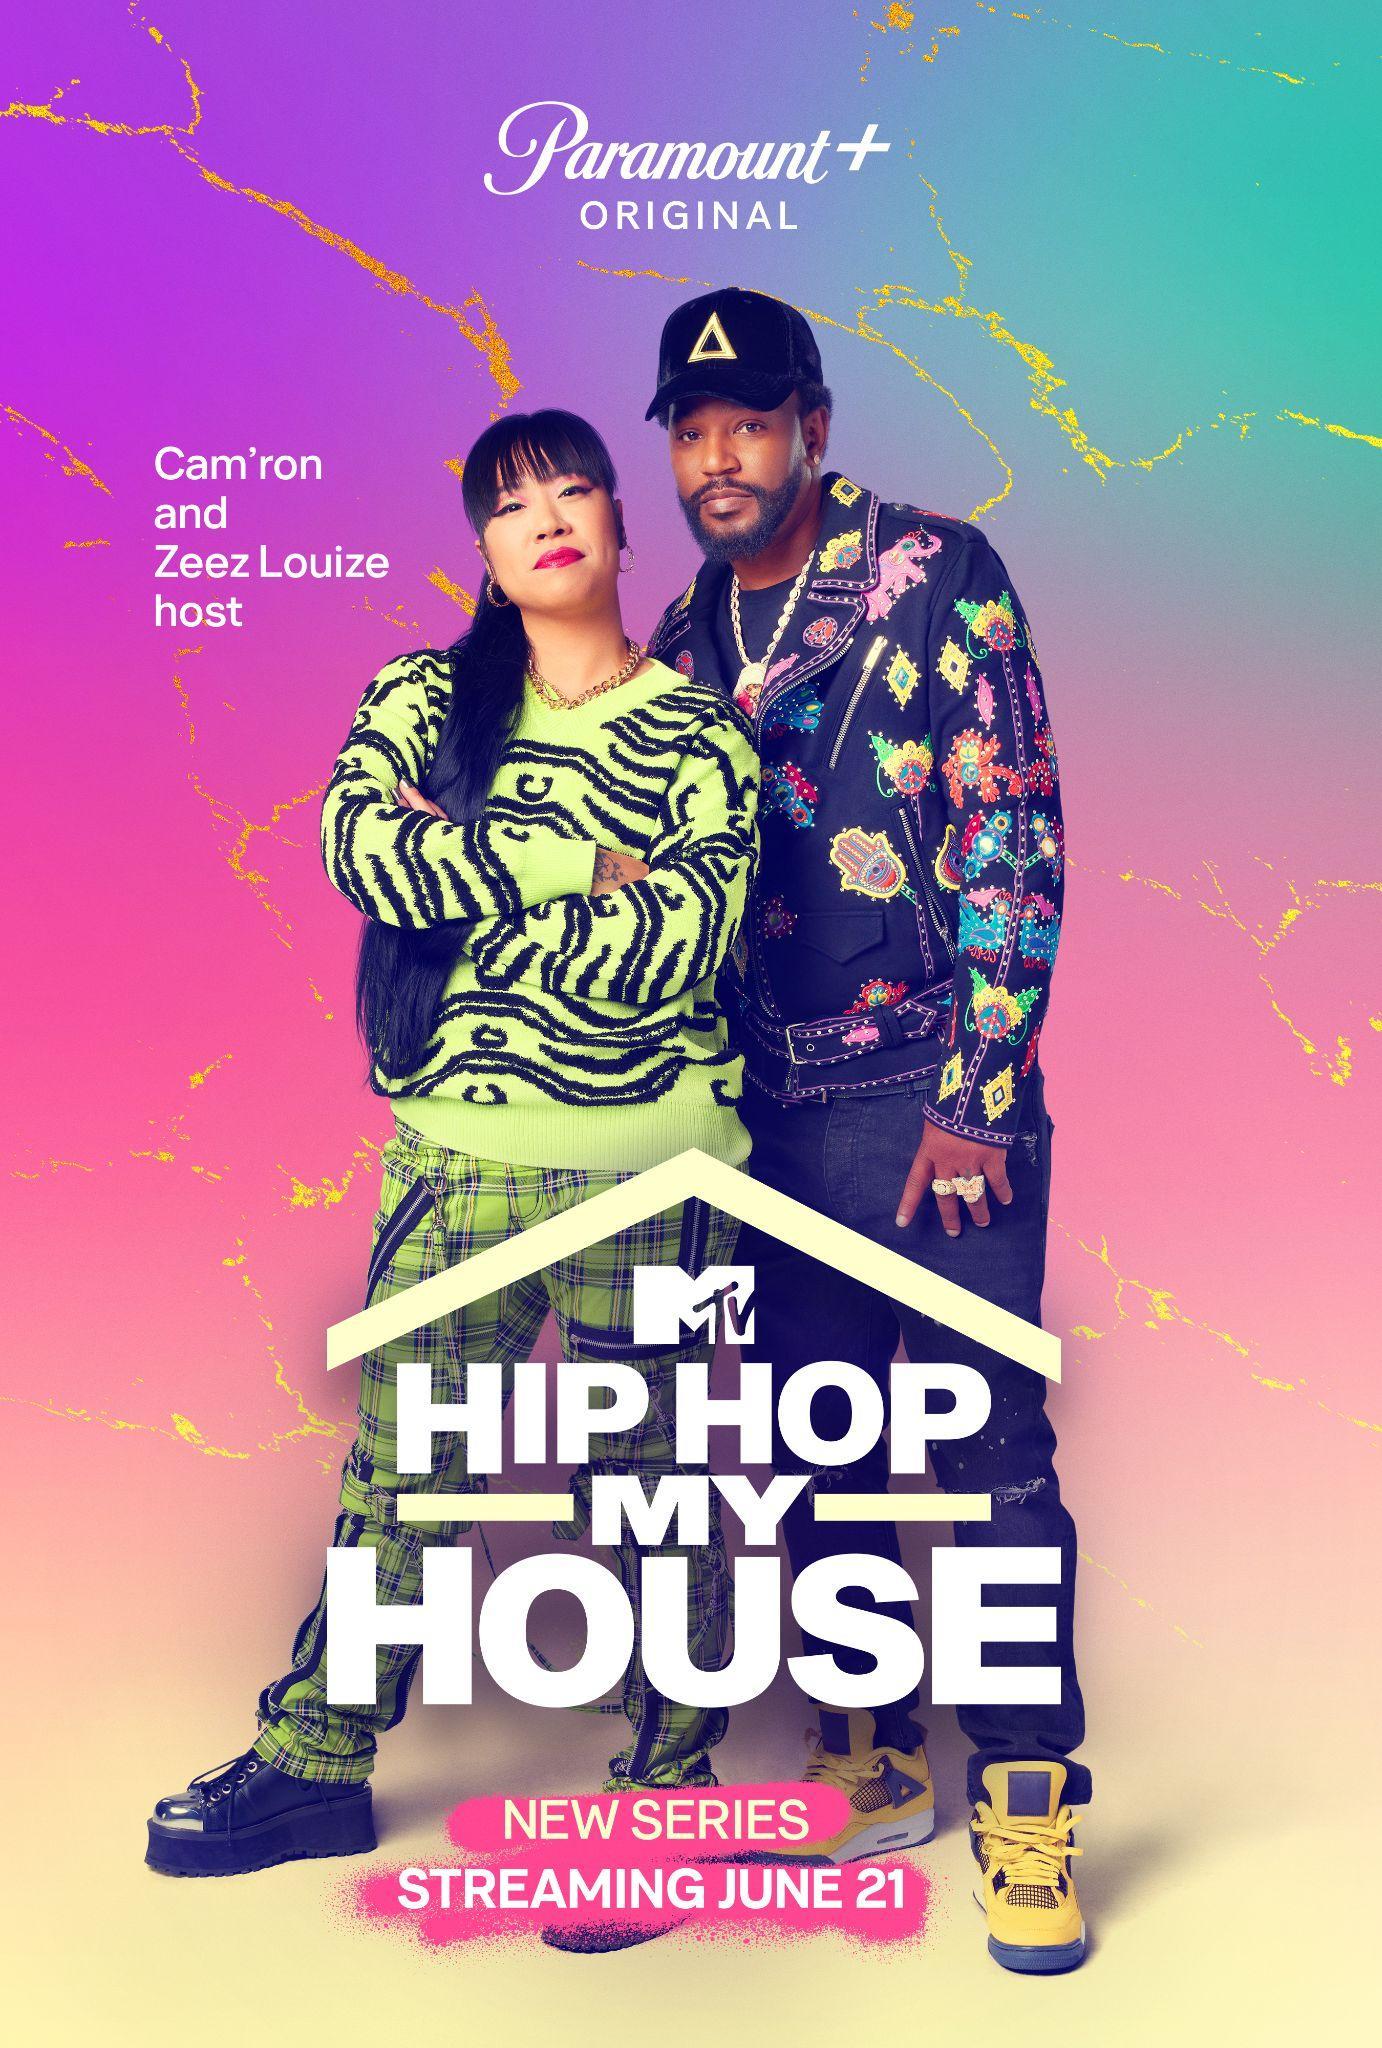 Paramount+
ORIGINAL
Cam’ron
and
Zeez Louize
host
MTV
HIP HOP
MY
HOUSE
NEW SERIES
STREAMING JUNE 21